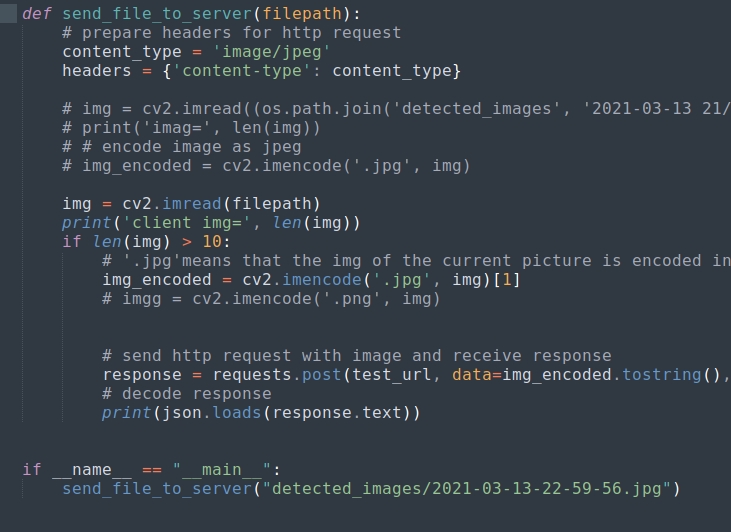 def send_file_to_server(filepath):
    # prepare headers for http request
    content_type = 'image/jpeg'
    headers = {'content-type': content_type}

    # img = cv2.imread((os.path.join('detected_images', '2021-03-13 21/
    # print('imag=', len(img))
    # # encode image as jpeg
    # img_encoded = cv2.imencode('.jpg', img)

    img = cv2.imread(filepath)
    print('client img=', len(img))
    if len(img) > 10:
        # '.jpg'means that the img of the current picture is encoded in
        img_encoded = cv2.imencode('.jpg', img)[1]
        # imgg = cv2.imencode('.png', img)


        # send http request with image and receive response
        response = requests.post(test_url, data=img_encoded.tostring(),
        # decode response
        print(json.loads(response.text))


if __name__ == "__main__":
    send_file_to_server("detected_images/2021-03-13-22-59-56.jpg")